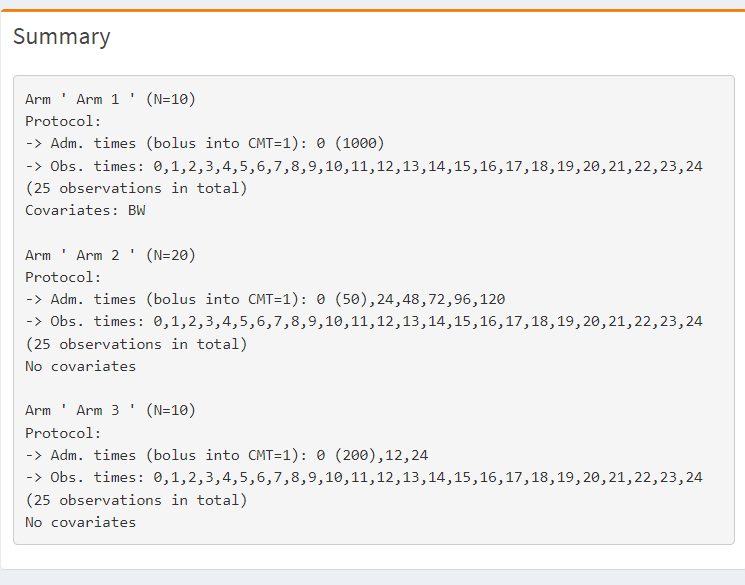 Summary
Arm ' Arm 1 ' (N=10)
Protocol:
-> Adm. times (bolus into CMT=1): 0 (1000)
-> Obs. times: 0,1,2,3,4,5,6,7,8,9,10,11,12,13,14,15,16,17,18,19,20,21,22,23,24
(25 observations in total)
Covariates: BW
Arm ' Arm 2 ' (N=20)
Protocol:
-> Adm. times (bolus into CMT=1): 0 (50),24,48,72,96,120
-> Obs. times: 0,1,2,3,4,5,6,7,8,9,10,11,12,13,14,15,16,17,18,19,20,21,22,23,24
(25 observations in total)
No covariates
Arm ' Arm 3 ' (N=10)
Protocol:
-> Adm. times (bolus into CMT=1): 0 (200),12,24
-> Obs. times: 0,1,2,3,4,5,6,7,8,9,10,11,12,13,14,15,16,17,18,19,20,21,22,23,24
(25 observations in total)
No covariates